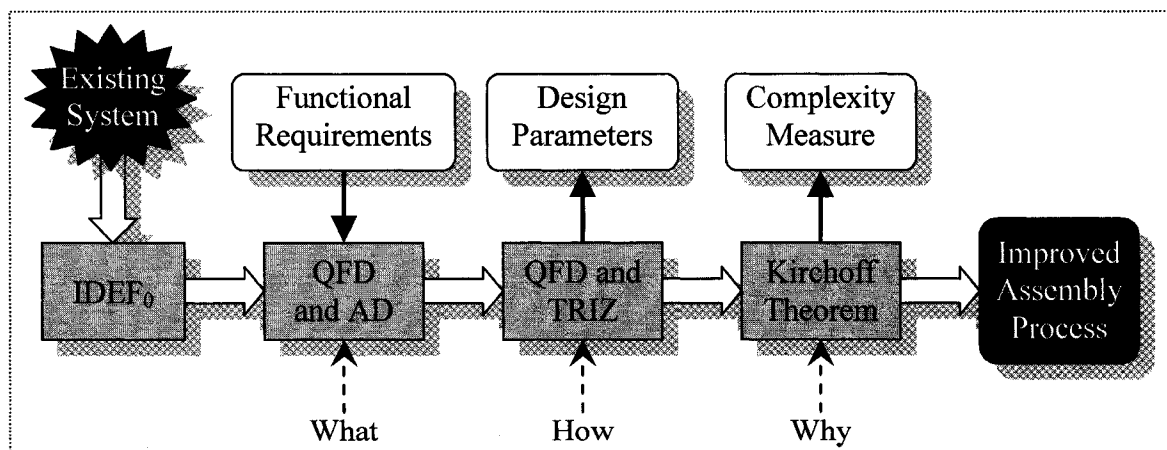 Existing
System
Functional
Requirements
Design
Parameters
Complexity
Measure
IDEF₀
QFD
and AD
QFD and
TRIZ
Kirchoff
Theorem
Improved
Assembly
Process
What
How
Why